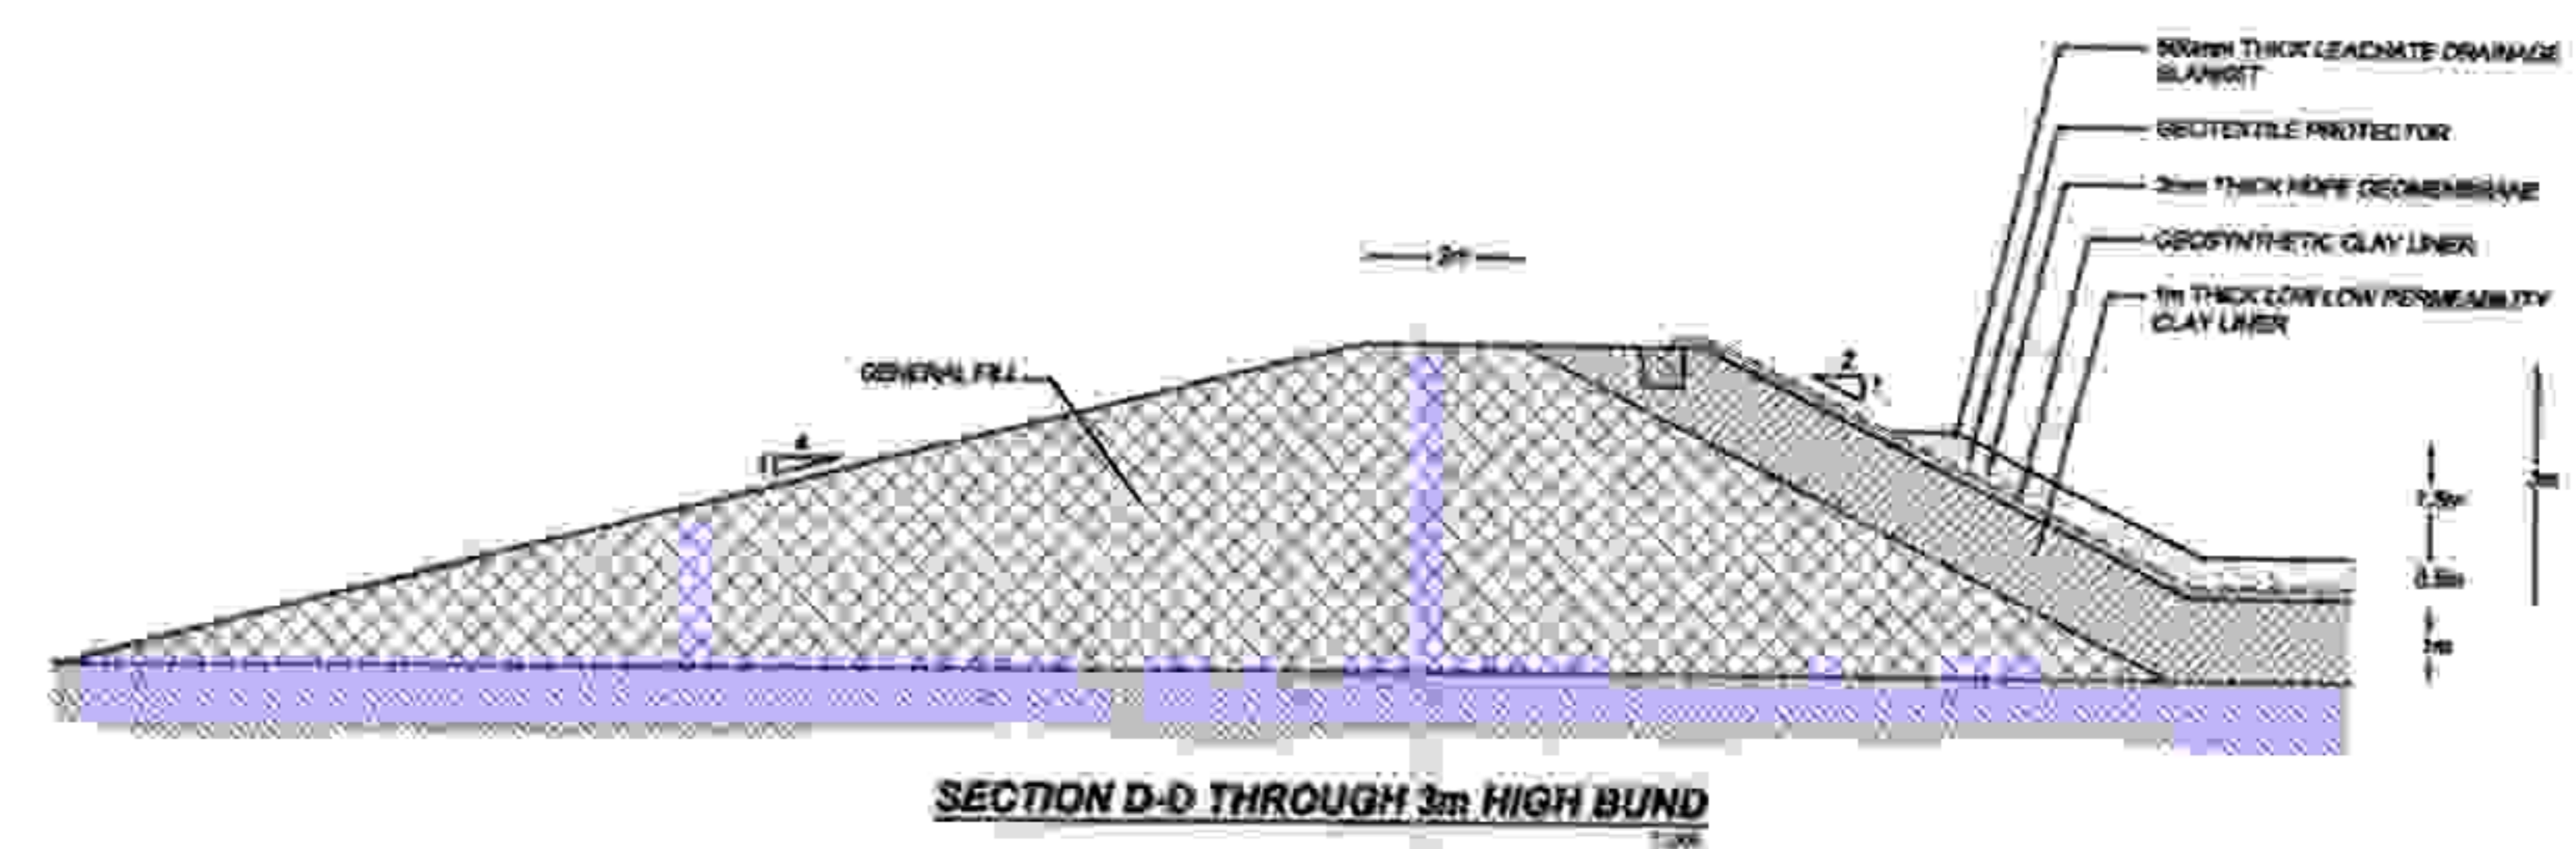 500mm THICK LEACHATE DRAINAGE
BLANKET
GEOTEXTILE PROTECTOR
2mm THICK HDPE GEOMEMBRANE
GEOSYNTHETIC CLAY LINER
1m THICK LOW LOW PERMEABILITY
CLAY LINER
2m
GENERAL FILL
2
1
4
1
1.5m
0.5m
1m
3m
SECTION D-D THROUGH 3m HIGH BUND